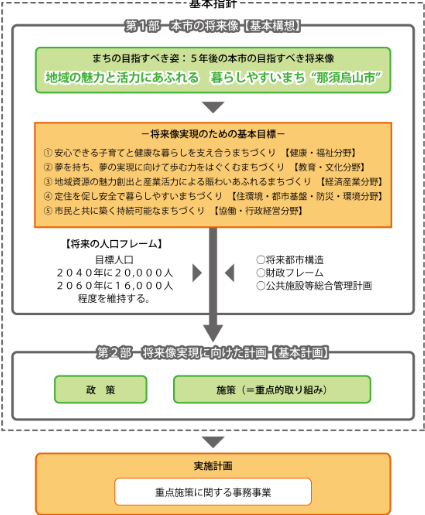 基本指針
第1部　本市の将来像【基本構想】
まちの目指すべき姿：５年後の本市の目指すべき将来像
地域の魅力と活力にあふれる　暮らしやすいまち“那須烏山市”
－将来像実現のための基本目標－
①安心できる子育てと健康な暮らしを支え合うまちづくり　【健康・福祉分野】
②夢を持ち、夢の実現に向けて歩む力をはぐくむまちづくり　【教育・文化分野】
③地域資源の魅力創出と産業活力による賑わいあふれるまちづくり　【経済産業分野】
④定住を促し安全で暮らしやすいまちづくり　【住環境・都市基盤・防災・環境分野】
⑤市民と共に築く持続可能なまちづくり　【協働・行政経営分野】
【将来の人口フレーム】
目標人口
２０４０年に２０,０００人
２０６０年に１６,０００人
程度を維持する。
○将来都市構造
○財政フレーム
○公共施設等総合管理計画
第２部　将来像実現に向けた計画【基本計画】
政　策
施策（＝重点的取り組み）
実施計画
重点施策に関する事務事業